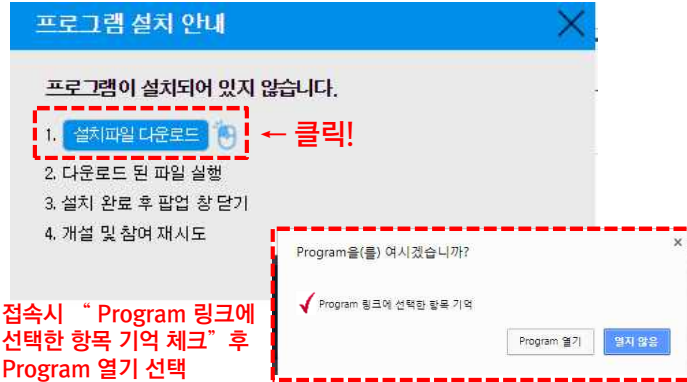 프로그램 설치 안내
프로그램이 설치되어 있지 않습니다.
1. 설치파일 다운로드 ← 클릭!
2. 다운로드 된 파일 실행
3. 설치 완료 후 팝업 창 닫기
4. 개설 및 참여 재시도
Program을(를) 여시겠습니까?
Program 링크에 선택한 항목 기억
Program 열기 열지 않음
접속시 “ Program 링크에
선택한 항목 기억 체크” 후
Program 열기 선택